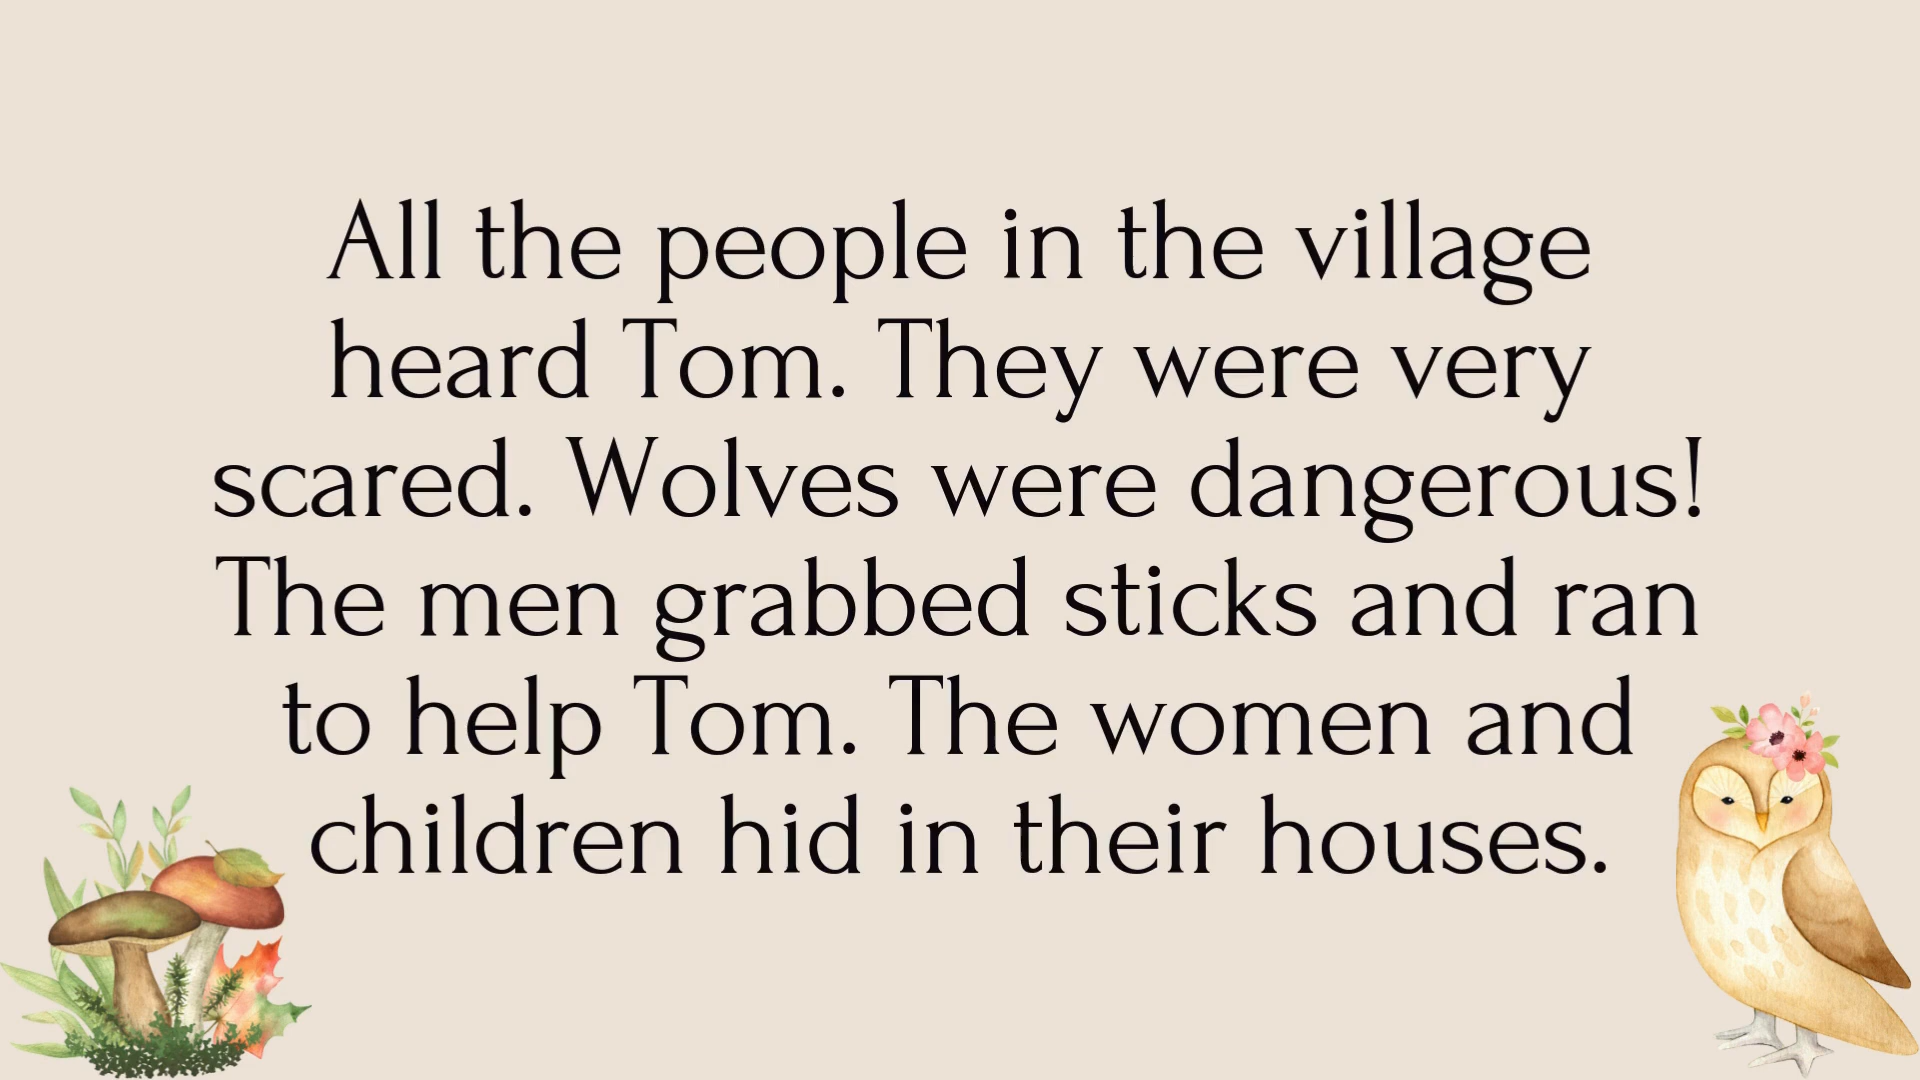 All the people in the village
heard Tom. They were very
scared. Wolves were dangerous!
The men grabbed sticks and ran
to help Tom. The women and
children hid in their houses.